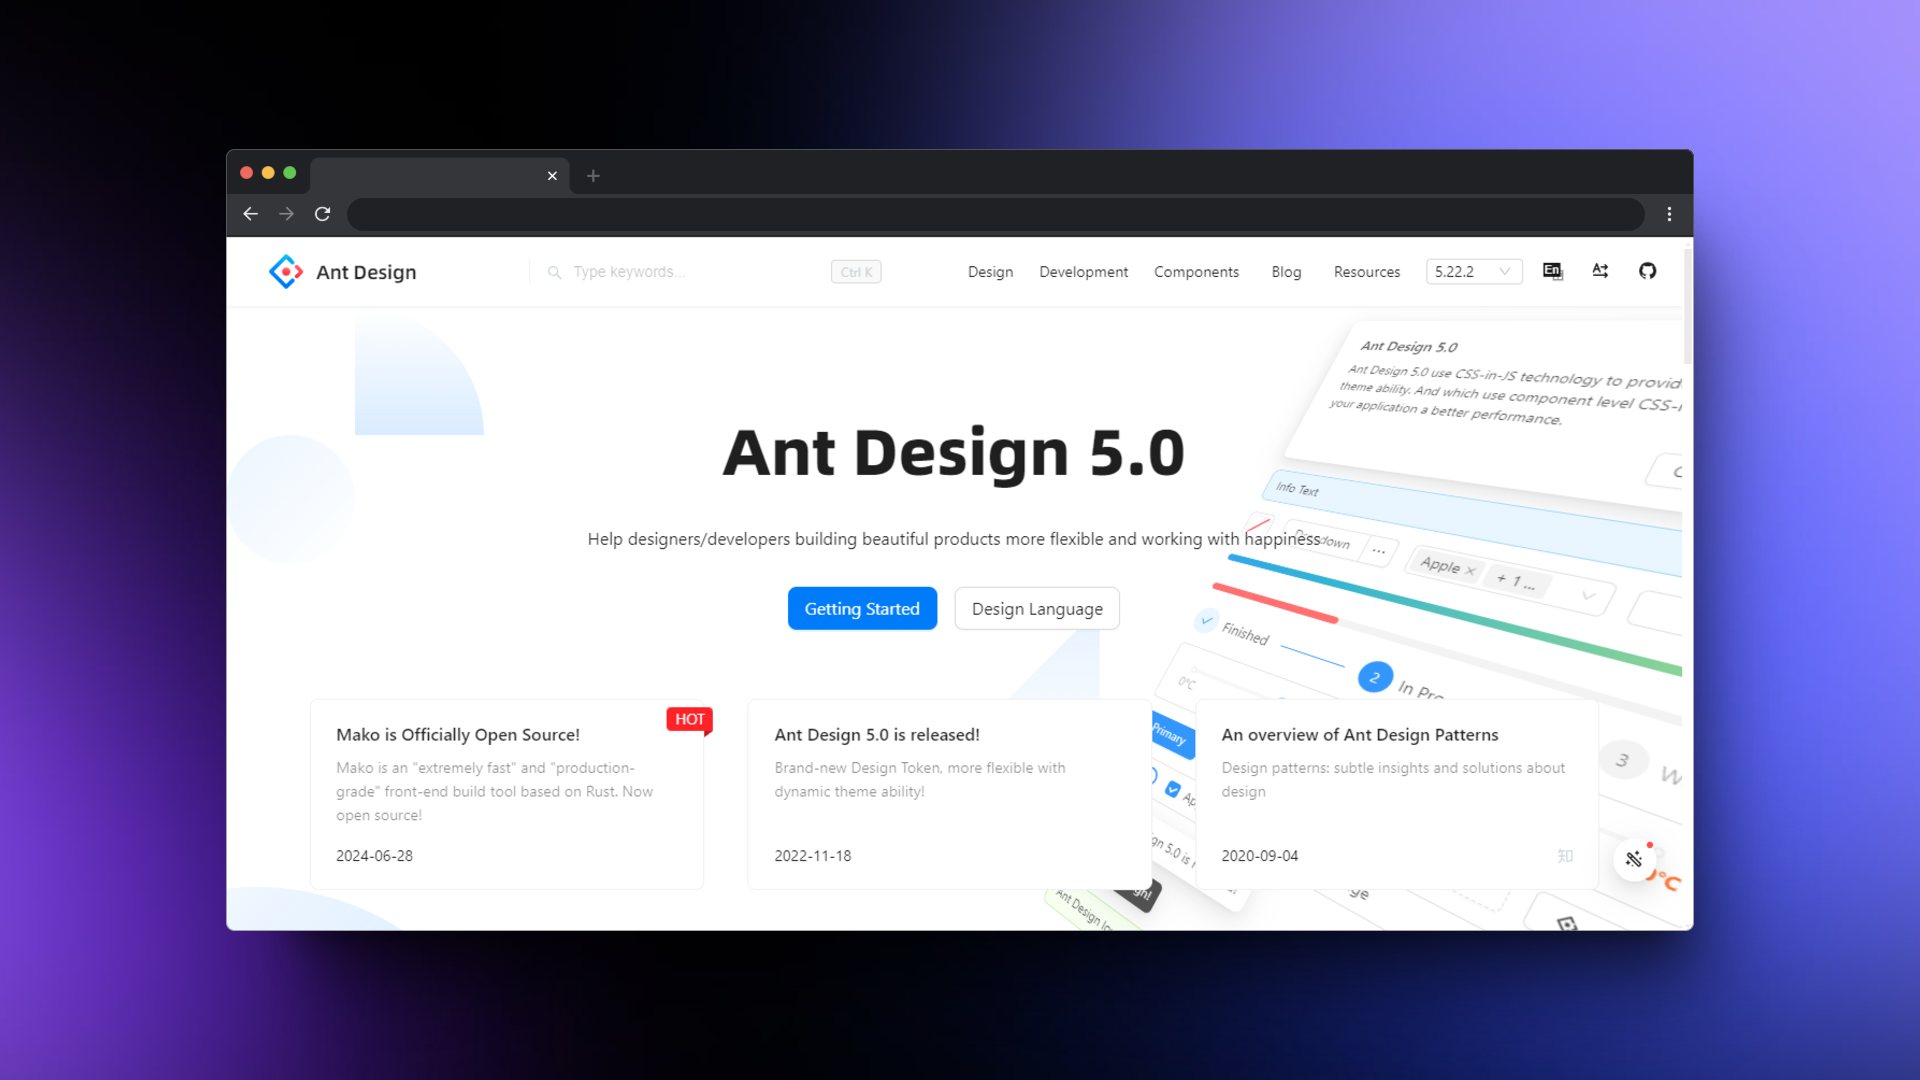 Ant Design
Type keywords...
Ctrl K
Design
Development
Components
Blog
Resources
5.22.2
En
Ant Design 5.0
Ant Design 5.0 use CSS-in-JS technology to provid
theme ability. And which use component level CSS-i
your application a better performance.
Ant Design 5.0
Info Text
Help designers/developers building beautiful products more flexible and working with happiness
Apple ×
+ 1 ...
Getting Started
Design Language
Finished
2
In Pro
0°C
Mako is Officially Open Source!
HOT
Mako is an "extremely fast" and "production-
grade" front-end build tool based on Rust. Now
open source!
2024-06-28
Ant Design 5.0 is released!
Brand-new Design Token, more flexible with
dynamic theme ability!
2022-11-18
Primary
An overview of Ant Design Patterns
Design patterns: subtle insights and solutions about
design
2020-09-04
知
3